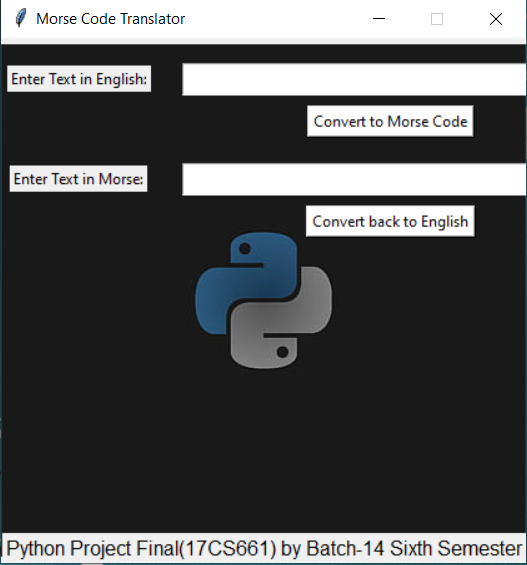 Morse Code Translator
Enter Text in English:
Convert to Morse Code
Enter Text in Morse:
Convert back to English
Python Project Final(17CS661) by Batch-14 Sixth Semester